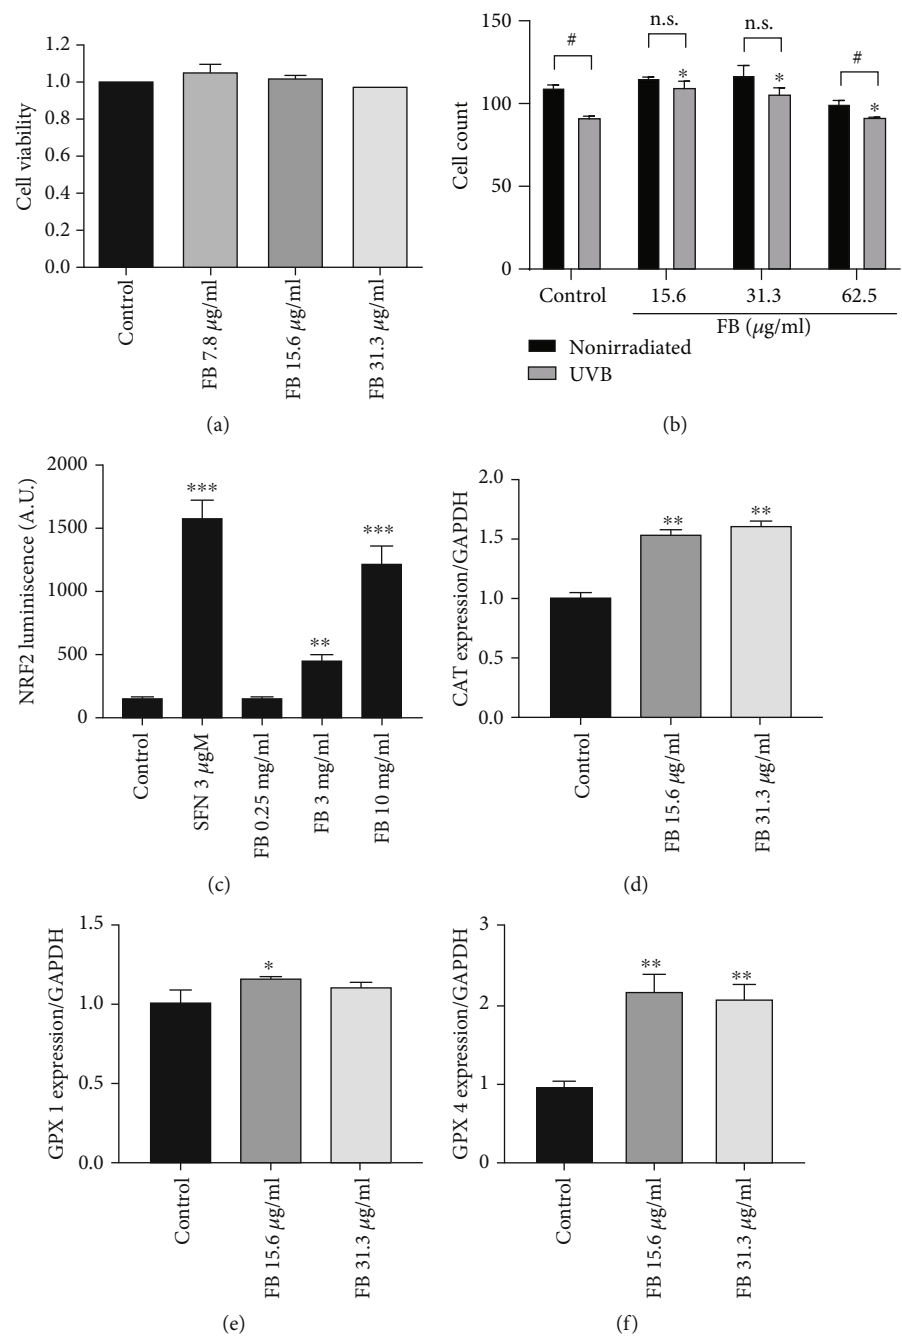 Cell viability
1.2
1.0
0.8
0.6
0.4
0.2
0.0
Control
FB 7.8 μg/ml
FB 15.6 μg/ml
FB 31.3 μg/ml
(a)
Cell count
150
100
50
0
#
n.s.
n.s.
#
*
*
*
Control
15.6
31.3
62.5
FB (μg/ml)
Nonirradiated
UVB
(b)
NRF2 luminiscence (A.U.)
2000
1500
1000
500
0
***
**
***
Control
SFN 3 μgM
FB 0.25 mg/ml
FB 3 mg/ml
FB 10 mg/ml
(c)
CAT expression/GAPDH
2.0
1.5
1.0
0.5
0.0
**
**
Control
FB 15.6 μg/ml
FB 31.3 μg/ml
(d)
GPX 1 expression/GAPDH
1.5
1.0
0.5
0.0
*
Control
FB 15.6 μg/ml
FB 31.3 μg/ml
(e)
GPX 4 expression/GAPDH
3
2
1
0
**
**
Control
FB 15.6 μg/ml
FB 31.3 μg/ml
(f)